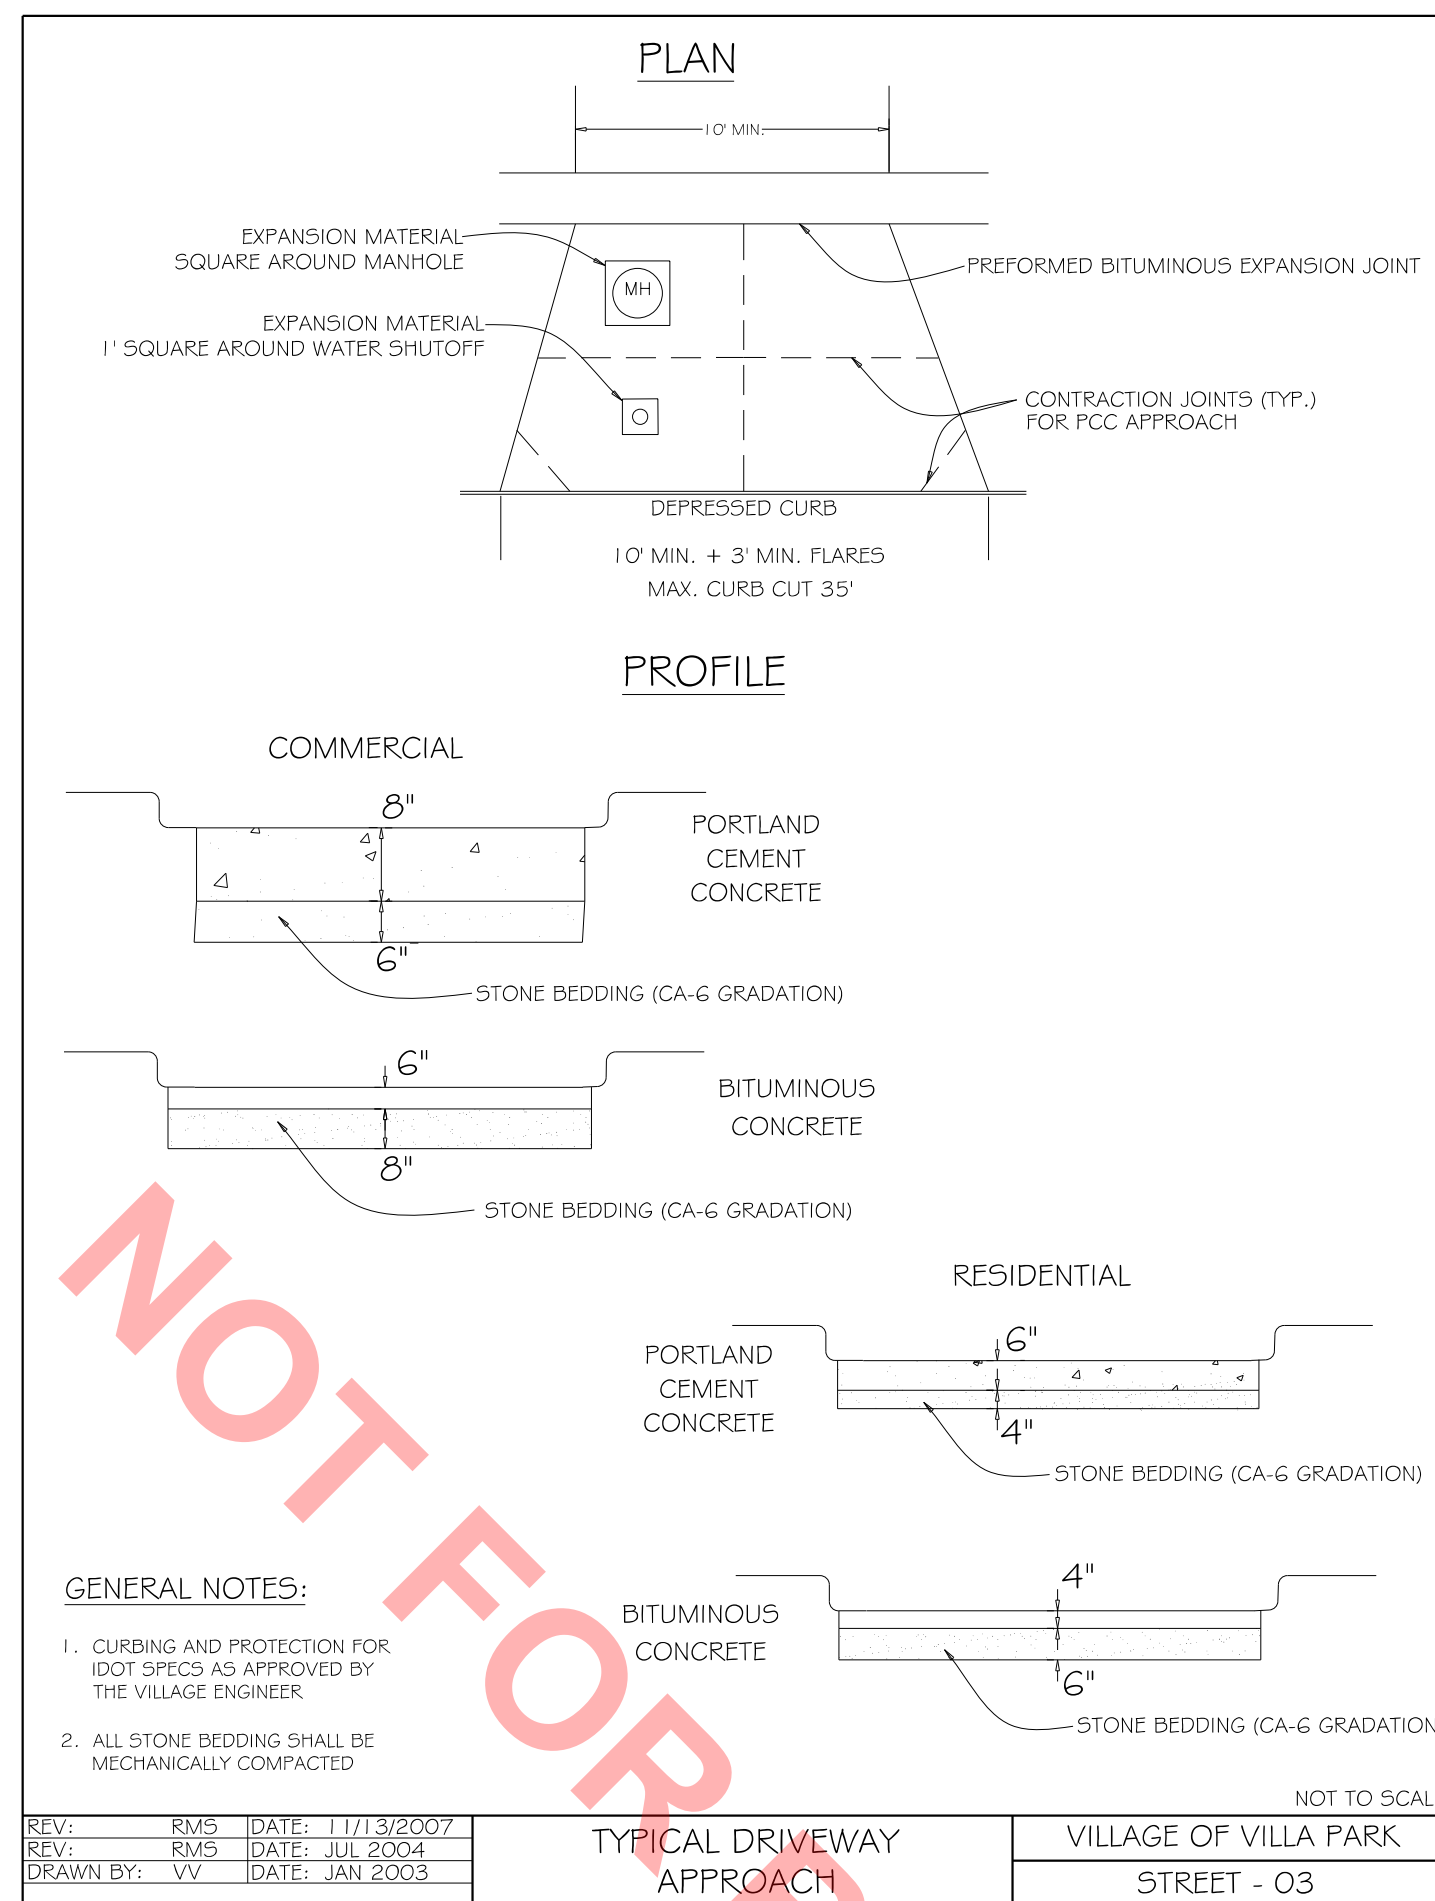 PLAN
10' MIN.
EXPANSION MATERIAL
SQUARE AROUND MANHOLE
MH
PREFORMED BITUMINOUS EXPANSION JOINT
EXPANSION MATERIAL
1' SQUARE AROUND WATER SHUTOFF
CONTRACTION JOINTS (TYP.)
FOR PCC APPROACH
DEPRESSED CURB
10' MIN. + 3' MIN. FLARES
MAX. CURB CUT 35'
PROFILE
COMMERCIAL
8"
PORTLAND
CEMENT
CONCRETE
6"
STONE BEDDING (CA-6 GRADATION)
6"
BITUMINOUS
CONCRETE
8"
STONE BEDDING (CA-6 GRADATION)
RESIDENTIAL
6"
PORTLAND
CEMENT
CONCRETE
4"
STONE BEDDING (CA-6 GRADATION)
4"
BITUMINOUS
CONCRETE
6"
STONE BEDDING (CA-6 GRADATION
GENERAL NOTES:
1. CURBING AND PROTECTION FOR
IDOT SPECS AS APPROVED BY
THE VILLAGE ENGINEER
2. ALL STONE BEDDING SHALL BE
MECHANICALLY COMPACTED
NOT TO SCAL
REV: RMS DATE: 11/13/2007
REV: RMS DATE: JUL 2004
DRAWN BY: VV DATE: JAN 2003
TYPICAL DRIVEWAY
APPROACH
VILLAGE OF VILLA PARK
STREET - 03
NOT FOR